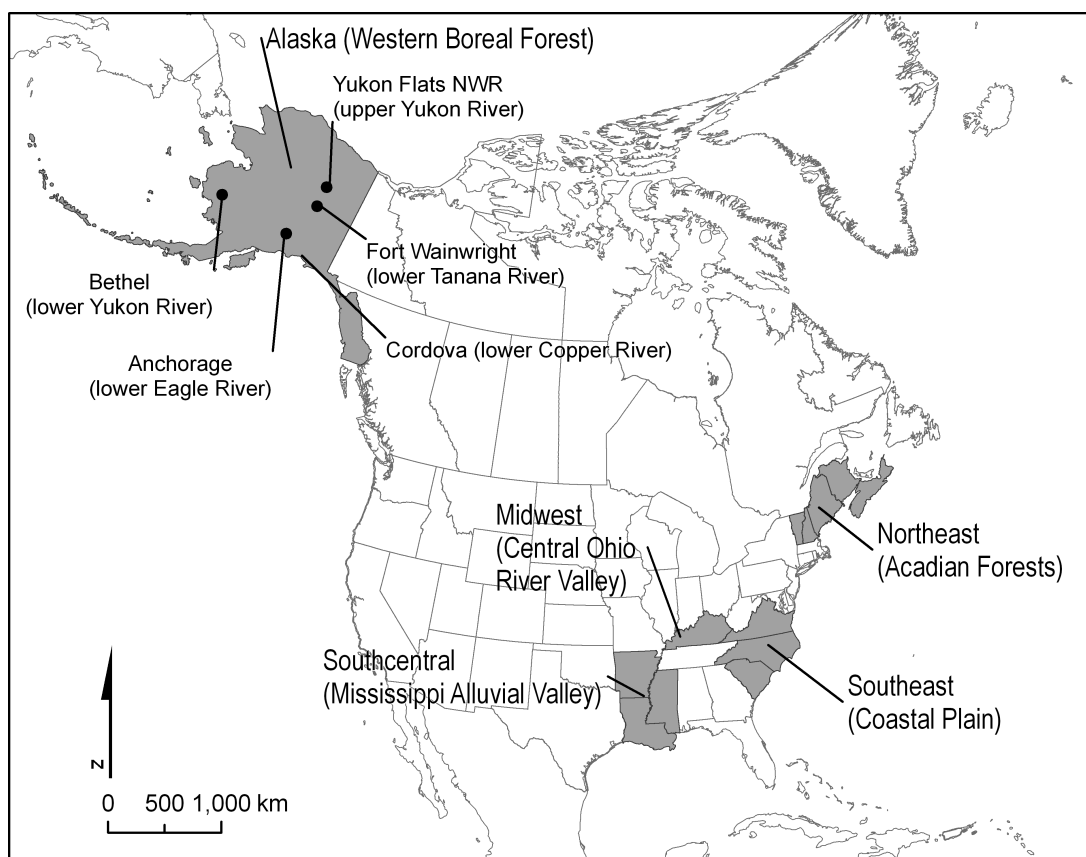 Alaska (Western Boreal Forest)
Yukon Flats NWR
(upper Yukon River)
Fort Wainwright
(lower Tanana River)
Bethel
(lower Yukon River)
Cordova (lower Copper River)
Anchorage
(lower Eagle River)
Midwest
(Central Ohio
River Valley)
Northeast
(Acadian Forests)
Southcentral
(Mississippi Alluvial Valley)
Southeast
(Coastal Plain)
N
0 500 1,000 km